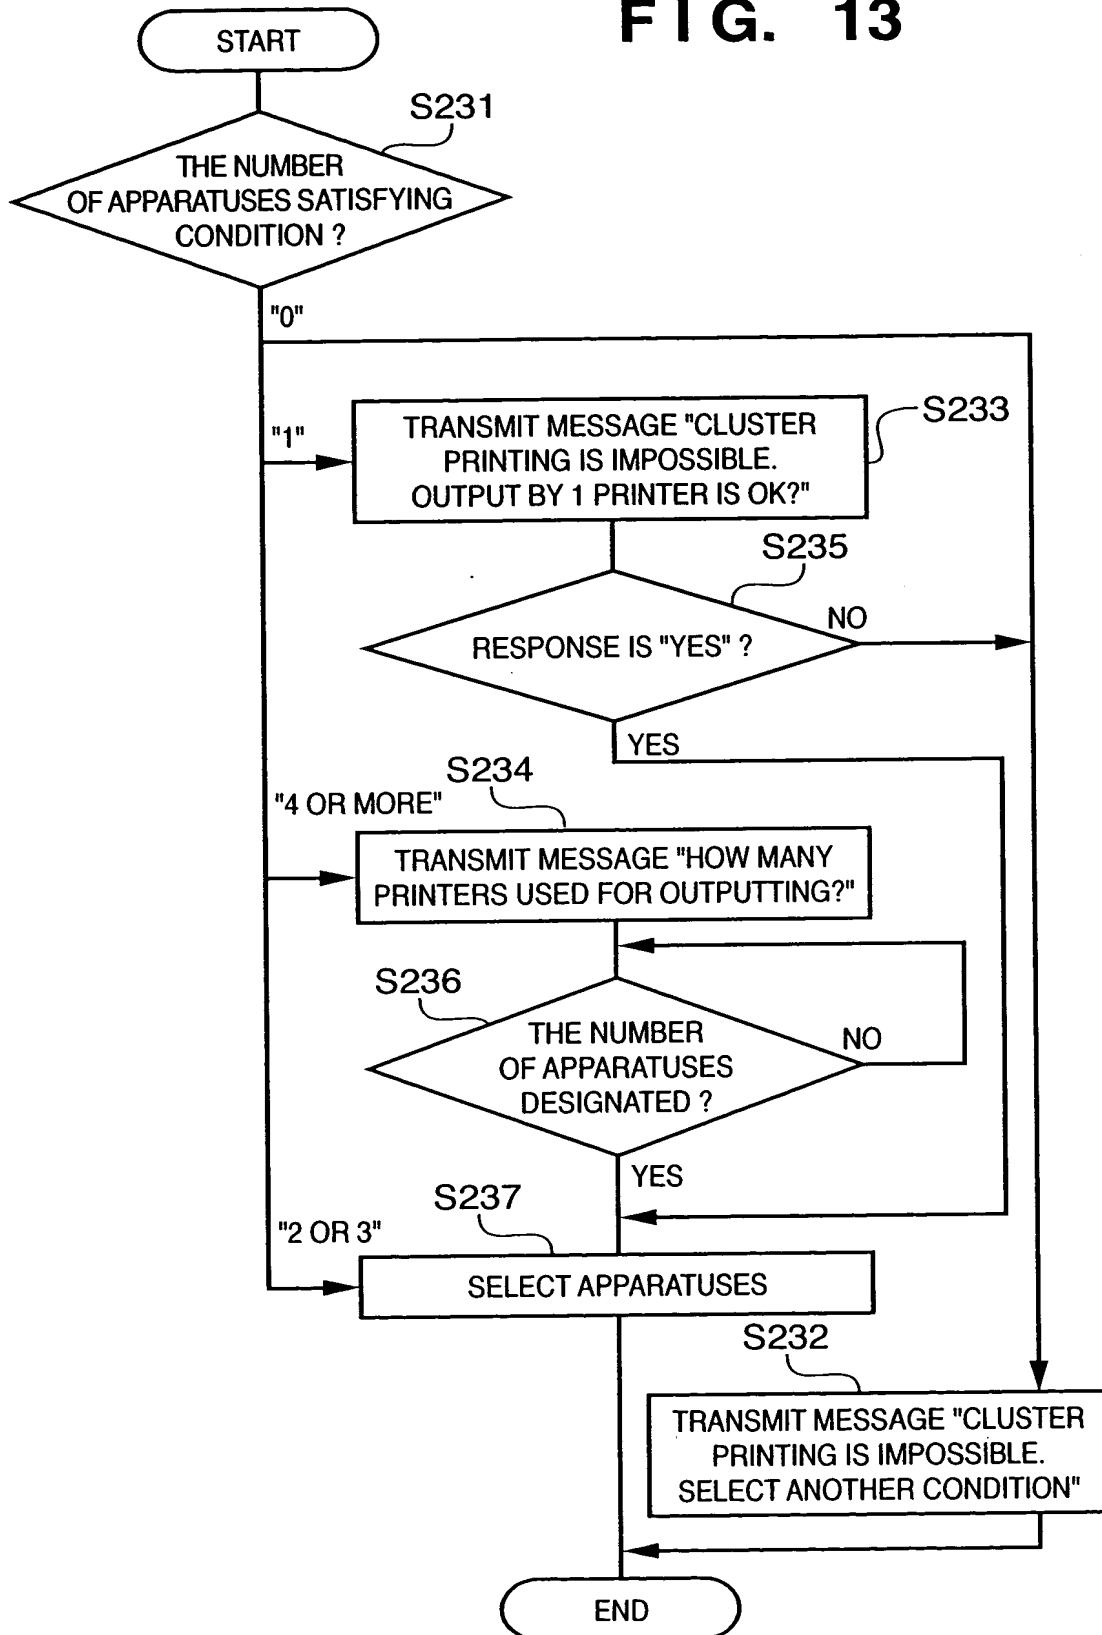 FIG. 13
START
S231
THE NUMBER
OF APPARATUSES SATISFYING
CONDITION ?
"0"
"1"
TRANSMIT MESSAGE "CLUSTER
PRINTING IS IMPOSSIBLE.
OUTPUT BY 1 PRINTER IS OK?"
S233
S235
RESPONSE IS "YES" ?
NO
YES
S234
"4 OR MORE"
TRANSMIT MESSAGE "HOW MANY
PRINTERS USED FOR OUTPUTTING?"
S236
THE NUMBER
OF APPARATUSES
DESIGNATED ?
NO
YES
S237
"2 OR 3"
SELECT APPARATUSES
S232
TRANSMIT MESSAGE "CLUSTER
PRINTING IS IMPOSSIBLE.
SELECT ANOTHER CONDITION"
END